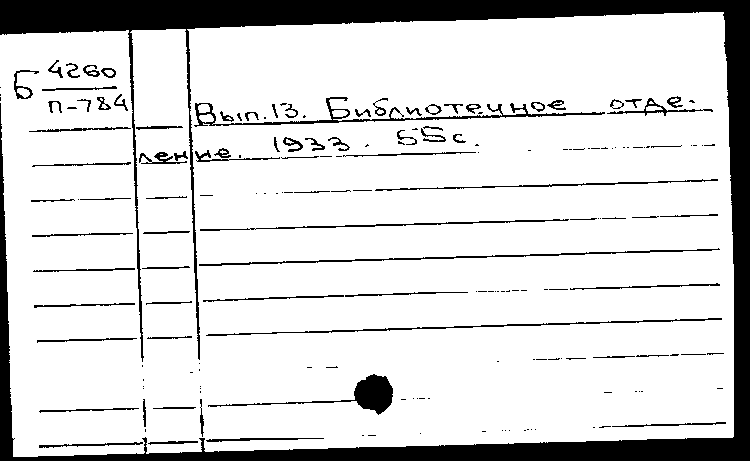 Б 4260
П-784
Вып.13. Библиотечное отде-
ление. 1933. 55с.